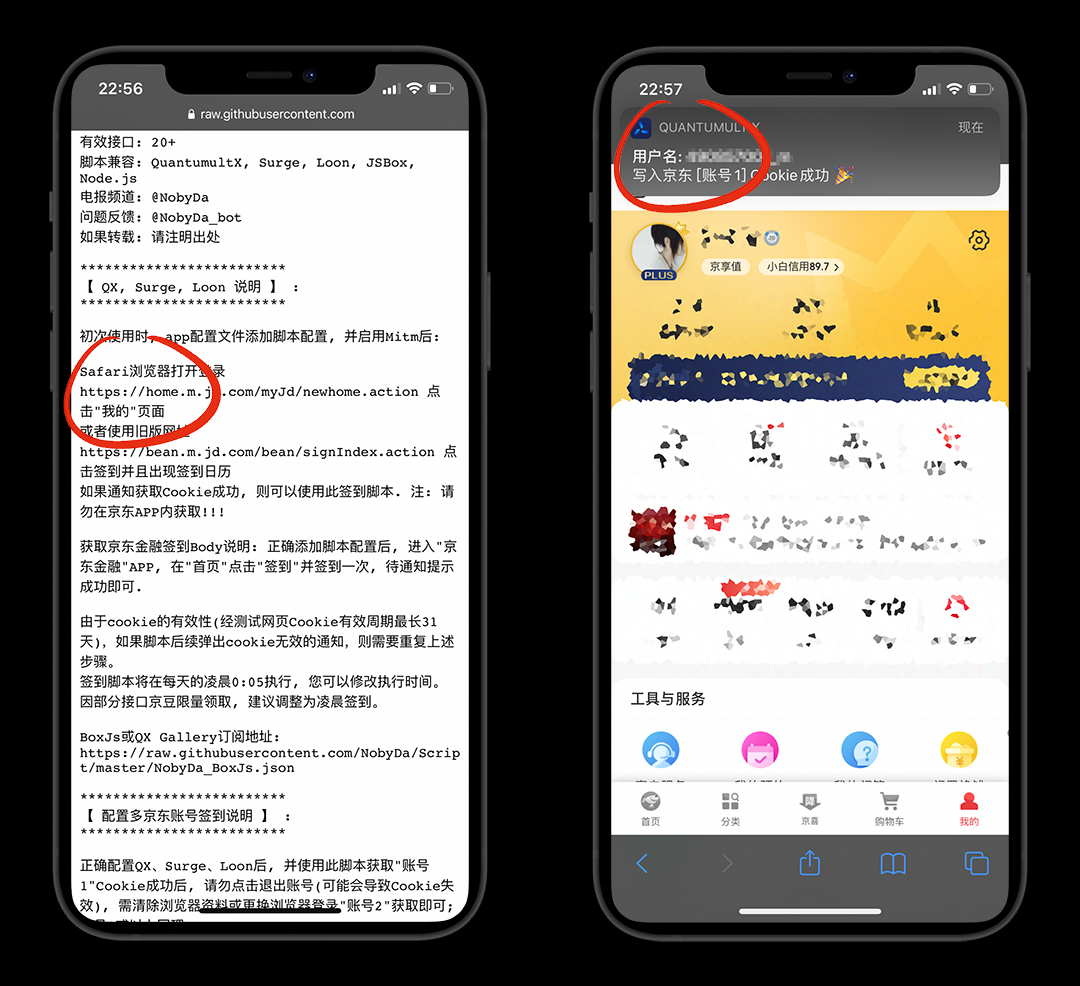 22:56
raw.githubusercontent.com
有效接口: 20+
脚本兼容: QuantumultX, Surge, Loon, JSBox,
Node.js
电报频道: @NobyDa
问题反馈: @NobyDa_bot
如果转载: 请注明出处
*************************
【 QX, Surge, Loon 说明 】 :
*************************
初次使用时, app配置文件添加脚本配置, 并启用Mitm后:
Safari浏览器打开登录
https://home.m.jd.com/myJd/newhome.action 点
击"我的"页面
或者使用旧版网址
https://bean.m.jd.com/bean/signIndex.action 点
击签到并且出现签到日历
如果通知获取Cookie成功, 则可以使用此签到脚本. 注: 请
勿在京东APP内获取!!!
获取京东金融签到Body说明: 正确添加脚本配置后, 进入"京
东金融"APP, 在"首页"点击"签到"并签到一次, 待通知提示
成功即可.
由于cookie的有效性(经测试网页Cookie有效周期最长31
天), 如果脚本后续弹出cookie无效的通知, 则需要重复上述
步骤。
签到脚本将在每天的凌晨0:05执行, 您可以修改执行时间。
因部分接口京豆限量领取, 建议调整为凌晨签到。
BoxJs或QX Gallery订阅地址:
https://raw.githubusercontent.com/NobyDa/Scrip
t/master/NobyDa_BoxJs.json
*************************
【 配置多京东账号签到说明 】 :
*************************
正确配置QX、Surge、Loon后, 并使用此脚本获取"账号
1"Cookie成功后, 请勿点击退出账号(可能会导致Cookie失
效), 需清除浏览器资料或更换浏览器登录"账号2"获取即可;
22:57
QUANTUMULT X
现在
用户名:
写入京东 [账号1] Cookie 成功 🎉
PLUS
京享值
小白信用89.7 >
工具与服务
首页
分类
京喜
购物车
我的